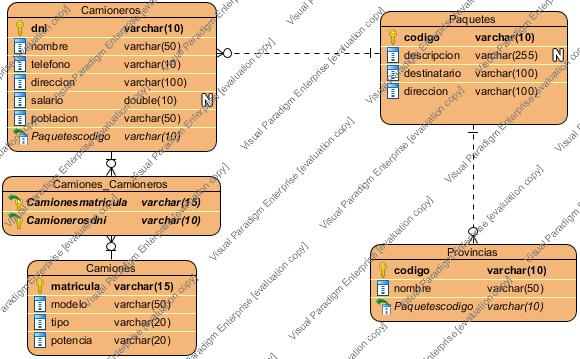 Camioneros
dni varchar(10)
nombre varchar(50)
telefono varchar(10)
direccion varchar(100)
salario double(10) N
poblacion varchar(50)
Paquetescodigo varchar(10)
Paquetes
codigo varchar(10)
descripcion varchar(255) N
destinatario varchar(100)
direccion varchar(100)
Camiones_Camioneros
Camionesmatricula varchar(15)
Camionerosdni varchar(10)
Camiones
matricula varchar(15)
modelo varchar(50)
tipo varchar(20)
potencia varchar(20)
Provincias
codigo varchar(10)
nombre varchar(50)
Paquetescodigo varchar(10)
Visual Paradigm Enterprise [evaluation copy]